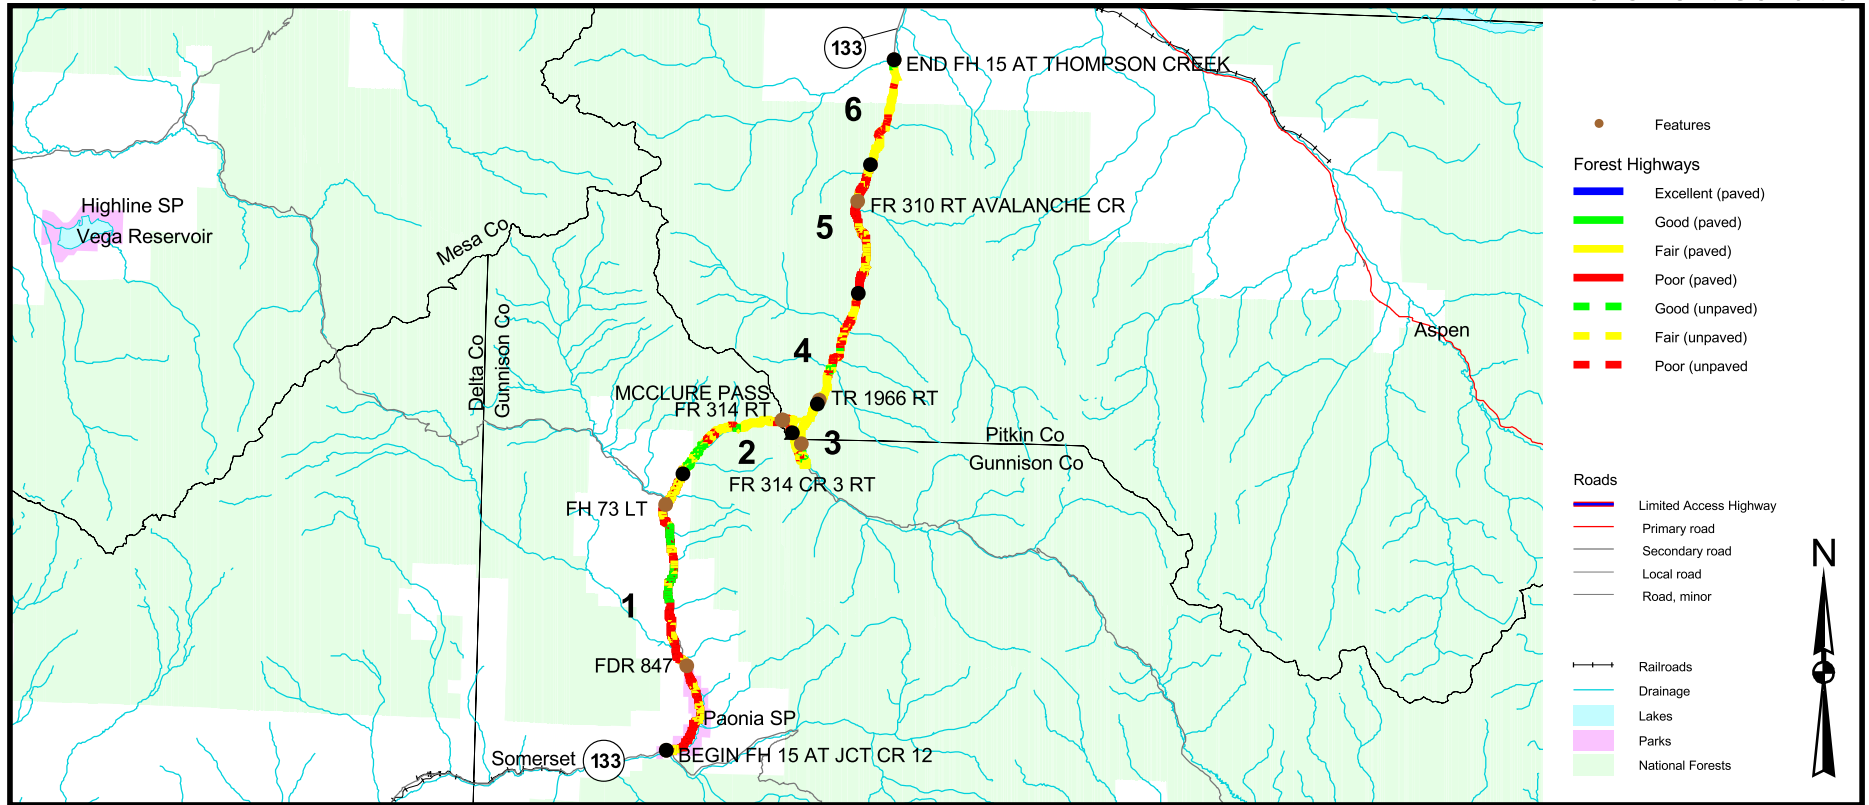 133
END FH 15 AT THOMPSON CREEK
6
Highline SP
Vega Reservoir
Mesa Co
FR 310 RT AVALANCHE CR
5
Delta Co
Gunnison Co
4
Aspen
MCCLURE PASS
FR 314 RT
TR 1966 RT
2
3
Pitkin Co
Gunnison Co
FR 314 CR 3 RT
FH 73 LT
1
FDR 847
Paonia SP
Somerset
133
BEGIN FH 15 AT JCT CR 12
Features
Forest Highways
Excellent (paved)
Good (paved)
Fair (paved)
Poor (paved)
Good (unpaved)
Fair (unpaved)
Poor (unpaved
Roads
Limited Access Highway
Primary road
Secondary road
Local road
Road, minor
Railroads
Drainage
Lakes
Parks
National Forests
N